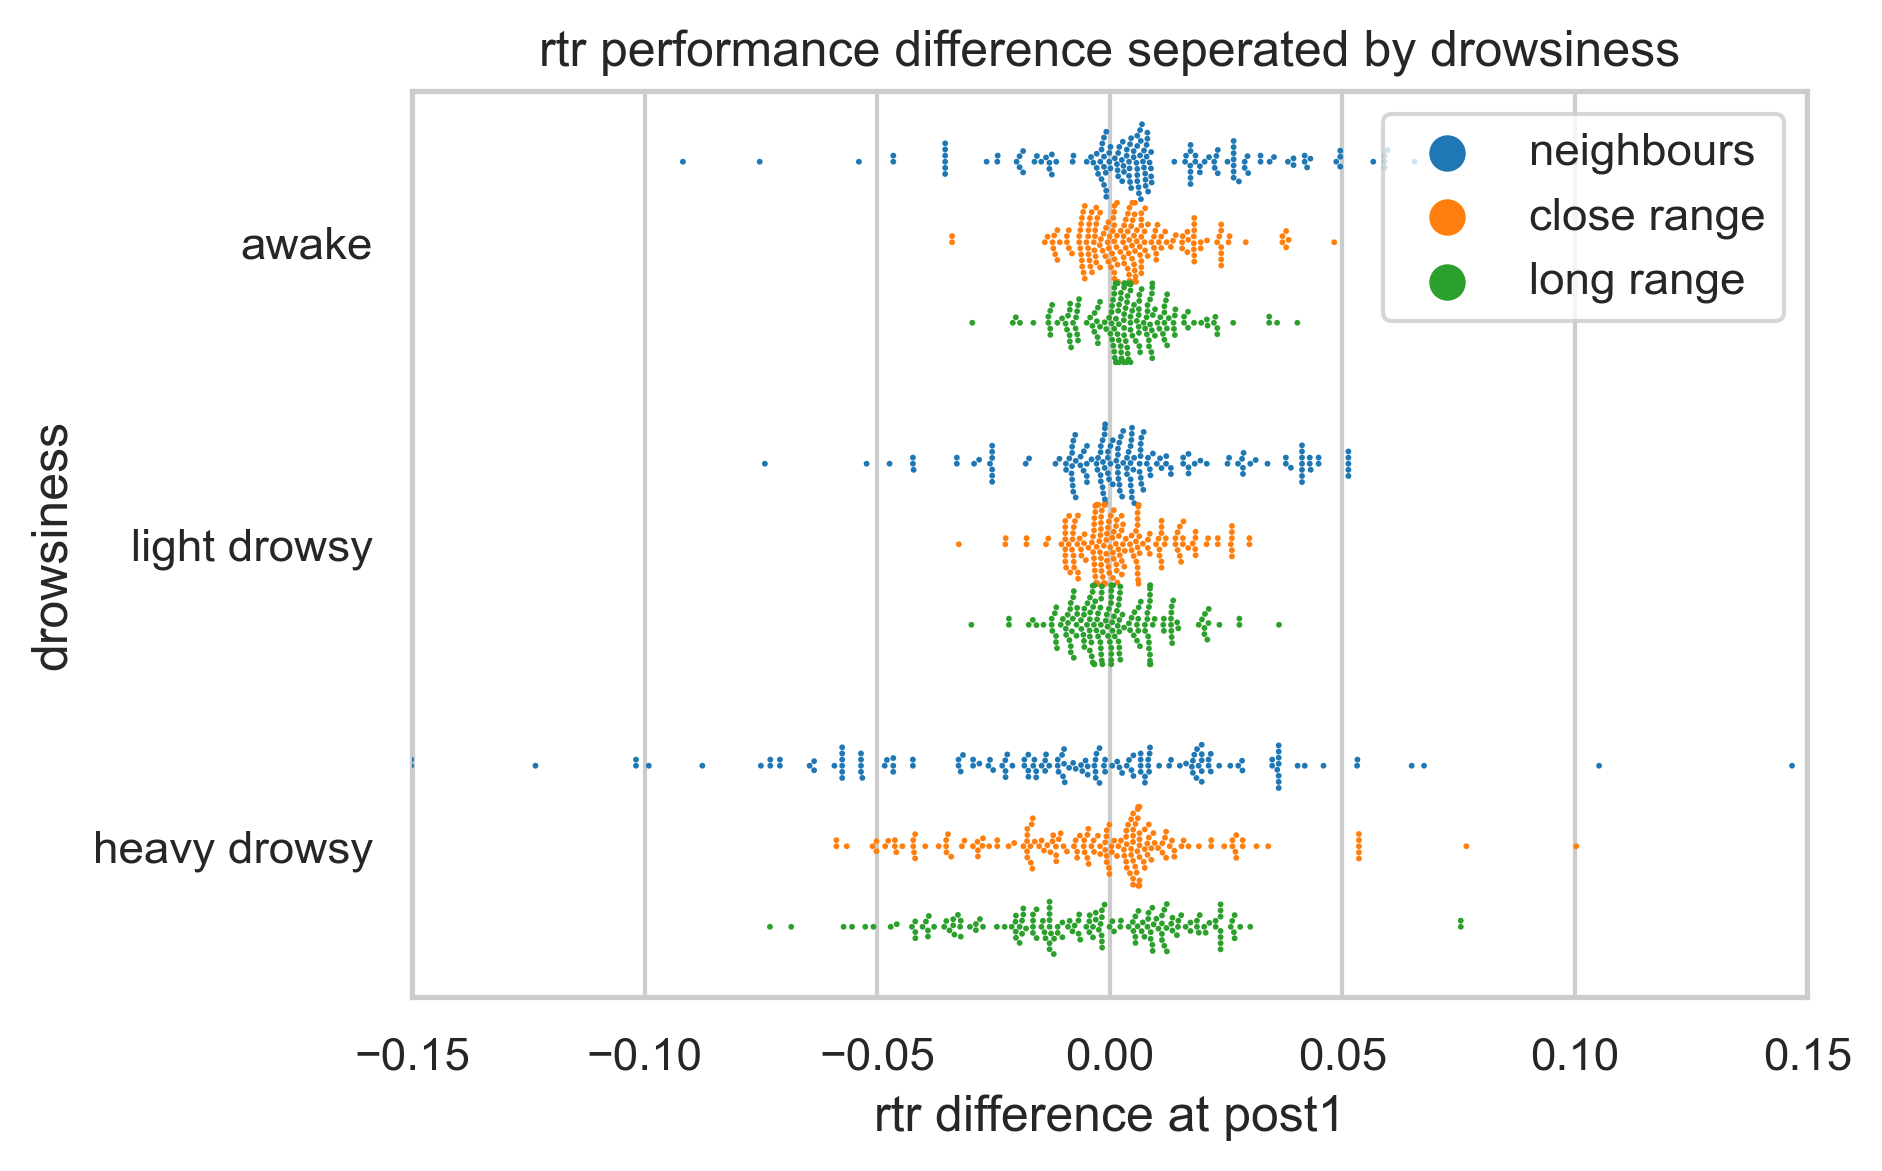 rtr performance difference seperated by drowsiness
neighbours
close range
long range
awake
light drowsy
heavy drowsy
drowsiness
−0.15 −0.10 −0.05 0.00 0.05 0.10 0.15
rtr difference at post1